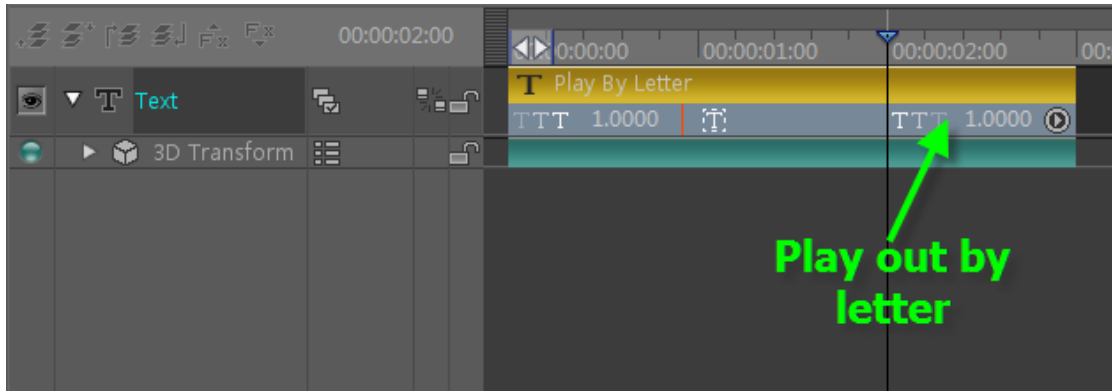 00:00:02:00
0:00:00
00:00:01:00
00:00:02:00
00:
Text
T Play By Letter
TTT 1.0000
T
TTT 1.0000
3D Transform
Play out by
letter